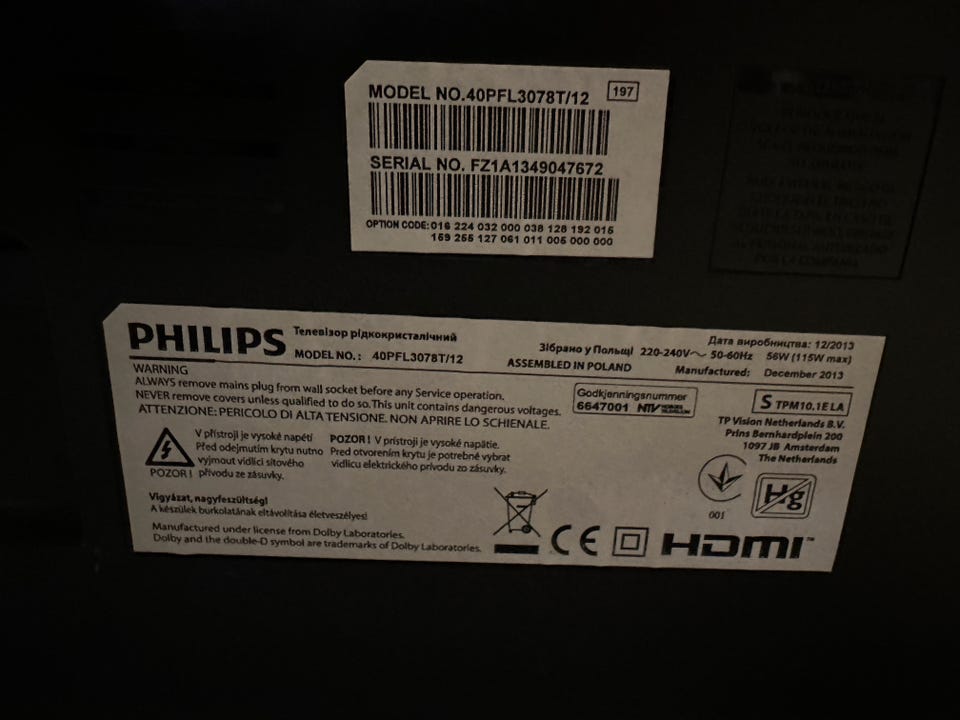 MODEL NO.40PFL3078T/12 197
SERIAL NO. FZ1A1349047672
OPTION CODE:016 224 032 000 038 128 192 015
159 255 127 061 011 005 000 000
PHILIPS Телевізор рідкокристалічний
MODEL NO.: 40PFL3078T/12
Зібрано у Польщі 220-240V~ 50-60Hz
ASSEMBLED IN POLAND
Дата виробництва: 12/2013
56W (115W max)
Manufactured: December 2013
WARNING
ALWAYS remove mains plug from wall socket before any Service operation.
NEVER remove covers unless qualified to do so. This unit contains dangerous voltages.
ATTENZIONE: PERICOLO DI ALTA TENSIONE. NON APRIRE LO SCHIENALE.
Godkjenningsnummer
6647001 NTV
S TPM10.1E LA
TP Vision Netherlands B.V.
Prins Bernhardplein 200
1097 JB Amsterdam
The Netherlands
V přístroji je vysoké napětí
Před odejmutím krytu nutno
vyjmout vidlici síťového
POZOR! přívodu ze zásuvky.
POZOR! V prístroji je vysoké napätie.
Pred otvorením krytu je potrebné vybrat
vidlicu elektrického prívodu zo zásuvky.
Vigyázat, nagyfeszültség!
A készülek burkolatának eltávolítása életveszélyes!
Manufactured under license from Dolby Laboratories.
Dolby and the double-D symbol are trademarks of Dolby Laboratories.
001
Hg
CE HDMI™